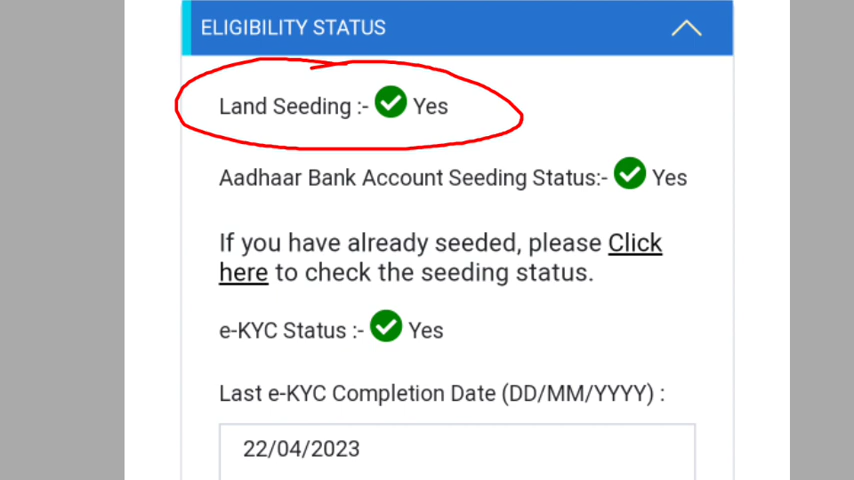 ELIGIBILITY STATUS
Land Seeding :- Yes
Aadhaar Bank Account Seeding Status:- Yes
If you have already seeded, please Click
here to check the seeding status.
e-KYC Status :- Yes
Last e-KYC Completion Date (DD/MM/YYYY) :
22/04/2023